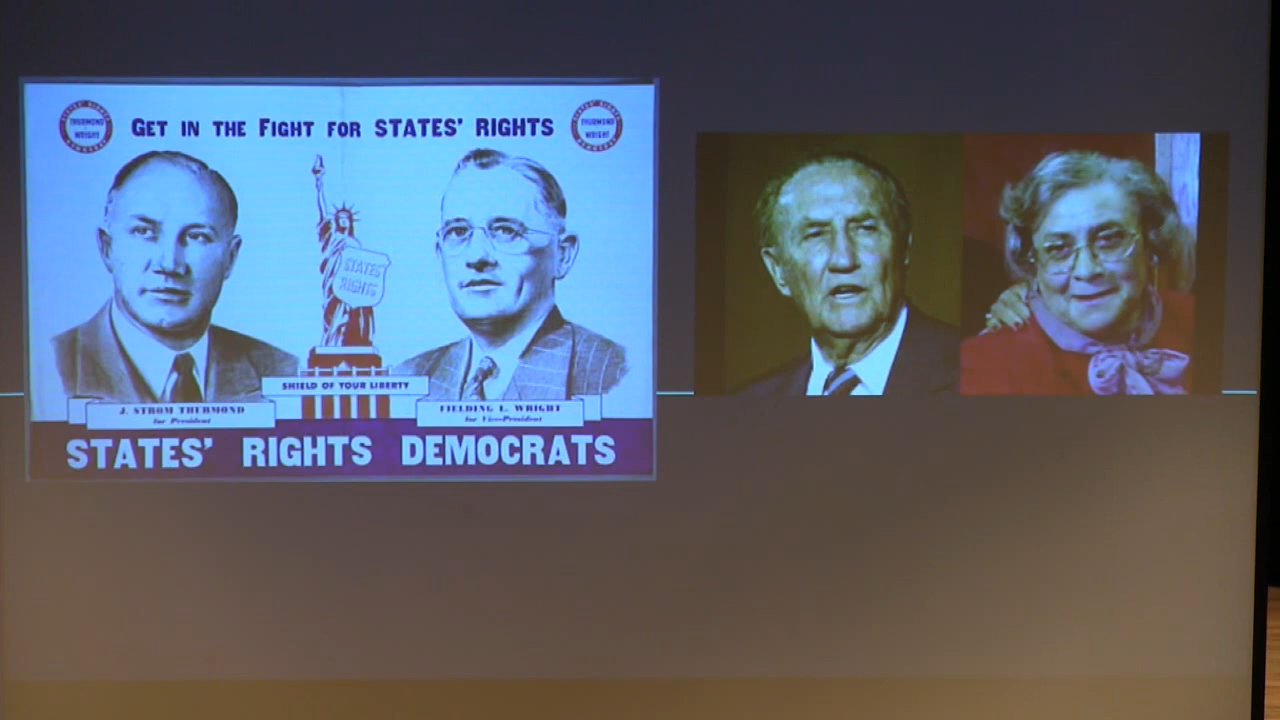 GET IN THE FIGHT FOR STATES' RIGHTS
THURMOND
WRIGHT
THURMOND
WRIGHT
STATES'
RIGHTS
SHIELD OF YOUR LIBERTY
J. STROM THURMOND
for President
FIELDING L. WRIGHT
for Vice-President
STATES' RIGHTS DEMOCRATS